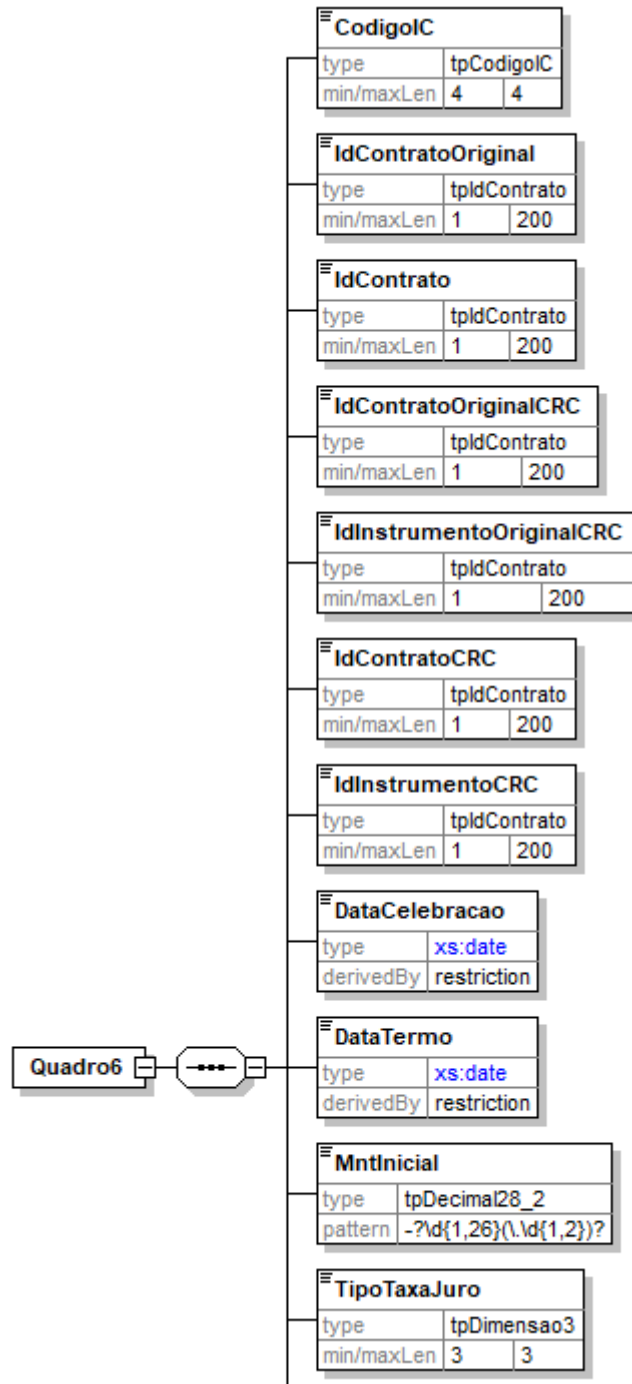 CodigoIC
type tpCodigoIC
min/maxLen 4 4
IdContratoOriginal
type tpIdContrato
min/maxLen 1 200
IdContrato
type tpIdContrato
min/maxLen 1 200
IdContratoOriginalCRC
type tpIdContrato
min/maxLen 1 200
IdInstrumentoOriginalCRC
type tpIdContrato
min/maxLen 1 200
IdContratoCRC
type tpIdContrato
min/maxLen 1 200
IdInstrumentoCRC
type tpIdContrato
min/maxLen 1 200
DataCelebracao
type xs:date
derivedBy restriction
Quadro6
DataTermo
type xs:date
derivedBy restriction
MntInicial
type tpDecimal28_2
pattern -?\d{1,26}(\.\d{1,2})?
TipoTaxaJuro
type tpDimensao3
min/maxLen 3 3